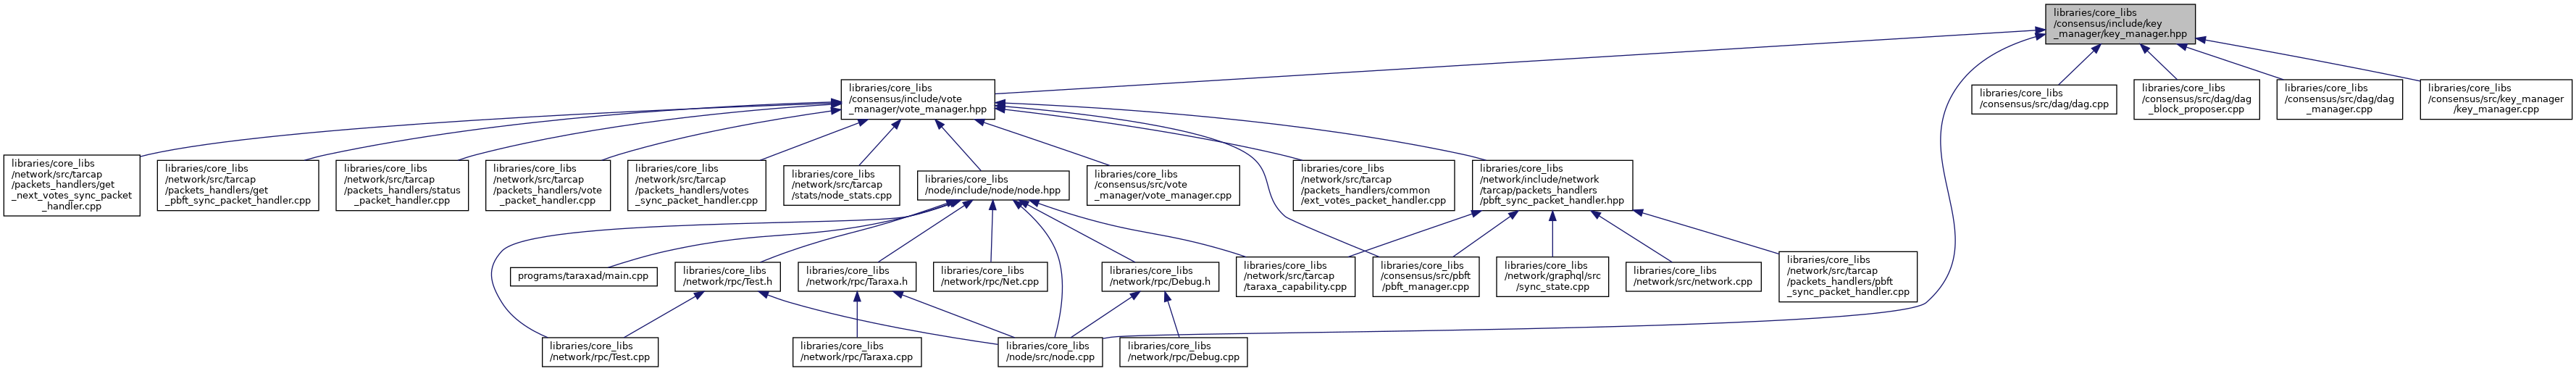 libraries/core_libs
/consensus/include/key
_manager/key_manager.hpp
libraries/core_libs
/consensus/include/vote
_manager/vote_manager.hpp
libraries/core_libs
/consensus/src/dag/dag.cpp
libraries/core_libs
/consensus/src/dag/dag
_block_proposer.cpp
libraries/core_libs
/consensus/src/dag/dag
_manager.cpp
libraries/core_libs
/consensus/src/key_manager
/key_manager.cpp
libraries/core_libs
/network/src/tarcap
/packets_handlers/get
_next_votes_sync_packet
_handler.cpp
libraries/core_libs
/network/src/tarcap
/packets_handlers/get
_pbft_sync_packet_handler.cpp
libraries/core_libs
/network/src/tarcap
/packets_handlers/status
_packet_handler.cpp
libraries/core_libs
/network/src/tarcap
/packets_handlers/vote
_packet_handler.cpp
libraries/core_libs
/network/src/tarcap
/packets_handlers/votes
_sync_packet_handler.cpp
libraries/core_libs
/network/src/tarcap
/stats/node_stats.cpp
libraries/core_libs
/node/include/node/node.hpp
libraries/core_libs
/consensus/src/vote
_manager/vote_manager.cpp
libraries/core_libs
/network/src/tarcap
/packets_handlers/common
/ext_votes_packet_handler.cpp
libraries/core_libs
/network/include/network
/tarcap/packets_handlers
/pbft_sync_packet_handler.hpp
programs/taraxad/main.cpp
libraries/core_libs
/network/rpc/Test.h
libraries/core_libs
/network/rpc/Taraxa.h
libraries/core_libs
/network/rpc/Net.cpp
libraries/core_libs
/network/rpc/Debug.h
libraries/core_libs
/network/src/tarcap
/taraxa_capability.cpp
libraries/core_libs
/consensus/src/pbft
/pbft_manager.cpp
libraries/core_libs
/network/graphql/src
/sync_state.cpp
libraries/core_libs
/network/src/network.cpp
libraries/core_libs
/network/src/tarcap
/packets_handlers/pbft
_sync_packet_handler.cpp
libraries/core_libs
/network/rpc/Test.cpp
libraries/core_libs
/network/rpc/Taraxa.cpp
libraries/core_libs
/node/src/node.cpp
libraries/core_libs
/network/rpc/Debug.cpp